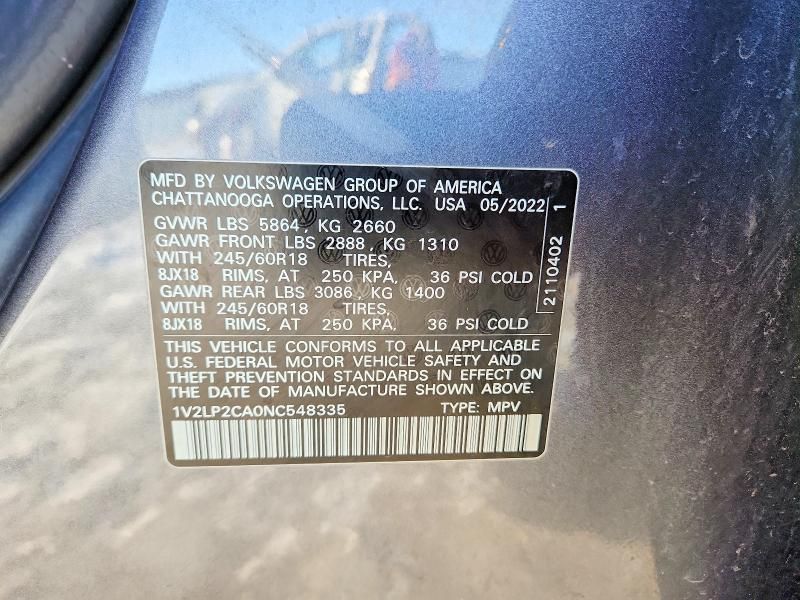 MFD BY VOLKSWAGEN GROUP OF AMERICA
CHATTANOOGA OPERATIONS, LLC. USA 05/2022
GVWR LBS 5864, KG 2660
GAWR FRONT LBS 2888, KG 1310
WITH 245/60R18 TIRES,
8JX18 RIMS, AT 250 KPA, 36 PSI COLD
GAWR REAR LBS 3086, KG 1400
WITH 245/60R18 TIRES,
8JX18 RIMS, AT 250 KPA, 36 PSI COLD
THIS VEHICLE CONFORMS TO ALL APPLICABLE
U.S. FEDERAL MOTOR VEHICLE SAFETY AND
THEFT PREVENTION STANDARDS IN EFFECT ON
THE DATE OF MANUFACTURE SHOWN ABOVE.
1V2LP2CA0NC548335 TYPE: MPV
2110402 1